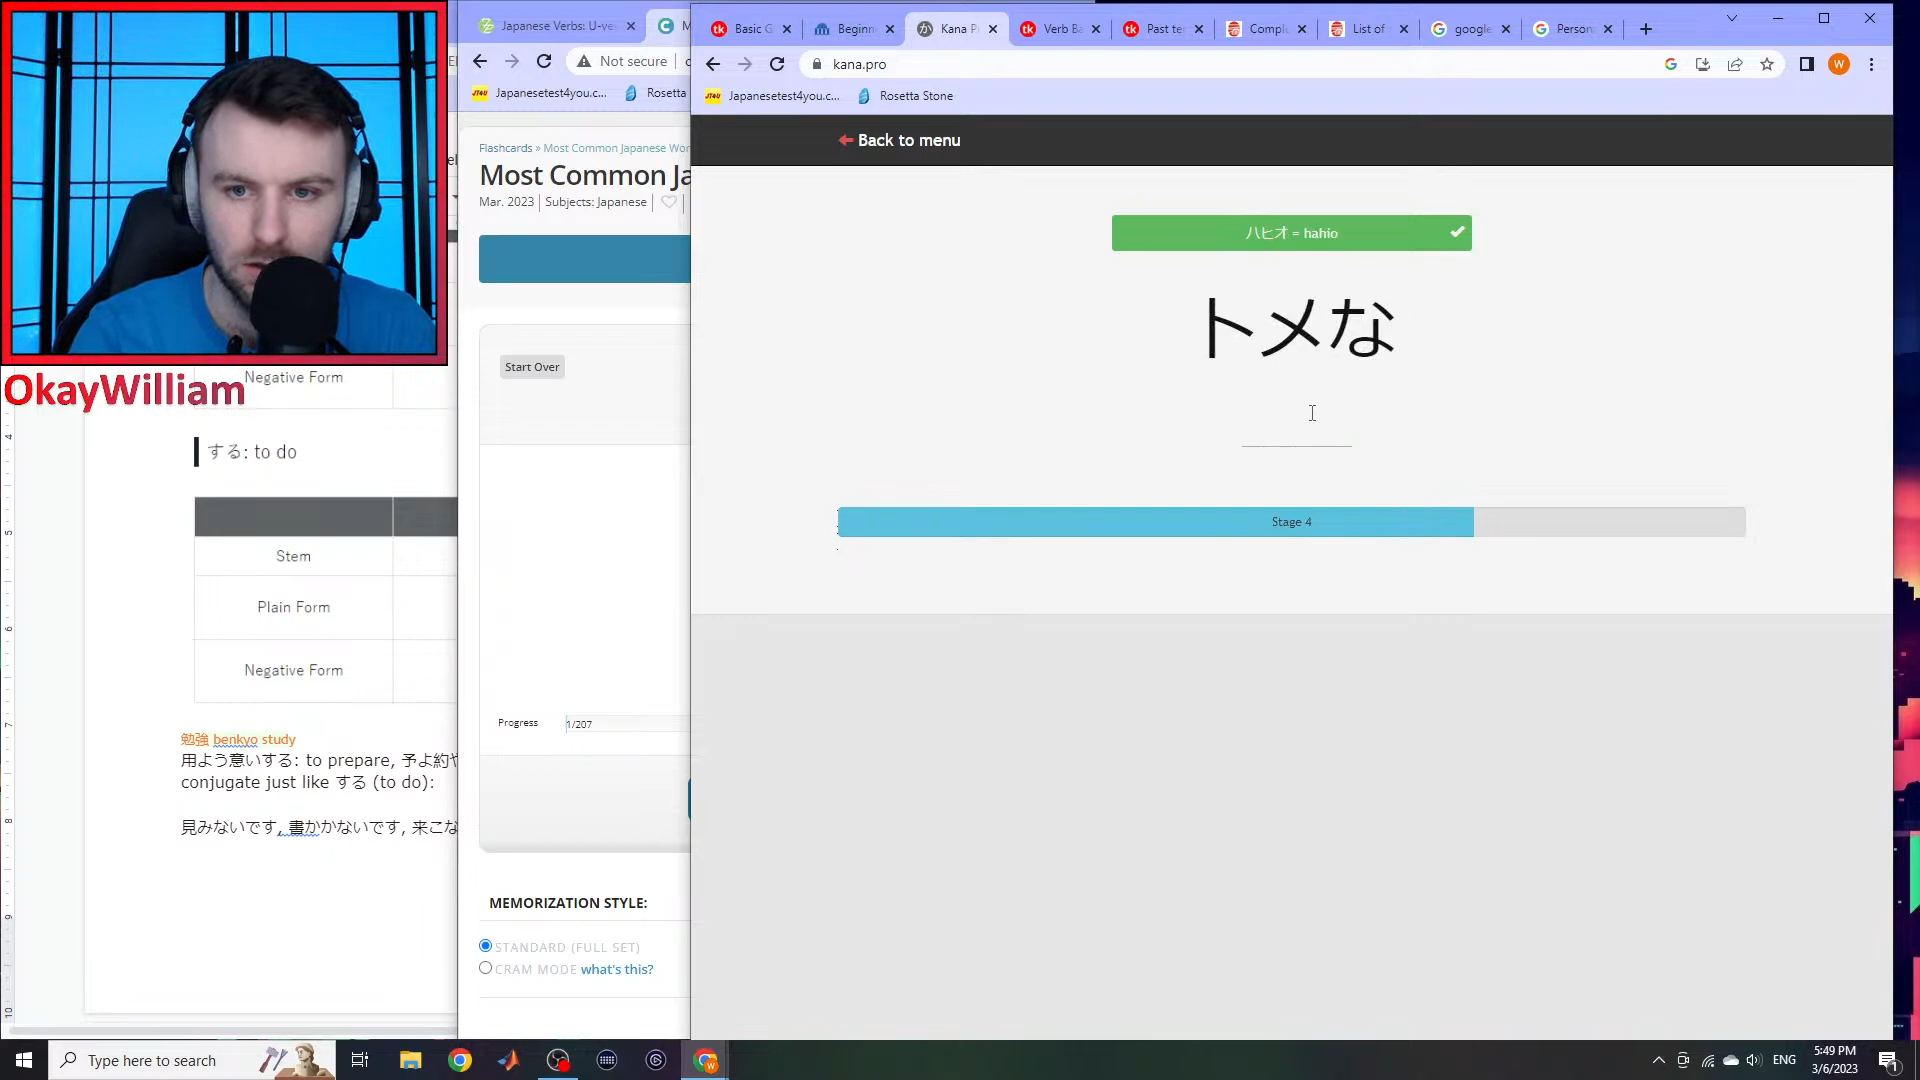 Japanese Verbs: U-ve
Basic G
Beginn
Kana P
Verb Ba
Past te
Compl
List of
google
Person
Not secure
kana.pro
Japanesetest4you.c...
Rosetta
Japanesetest4you.c...
Rosetta Stone
Back to menu
Flashcards » Most Common Japanese Wor
Most Common Ja
Mar. 2023
Subjects: Japanese
ハヒオ = hahio
トメな
Start Over
Stage 4
OkayWilliam
Negative Form
する: to do
Stem
Plain Form
Negative Form
勉強 benkyo study
用よう意いする: to prepare, 予よ約や
conjugate just like する (to do):
見みないです, 書かかないです, 来こな
Progress
1/207
MEMORIZATION STYLE:
STANDARD (FULL SET)
CRAM MODE what's this?
Type here to search
ENG
5:49 PM
3/6/2023